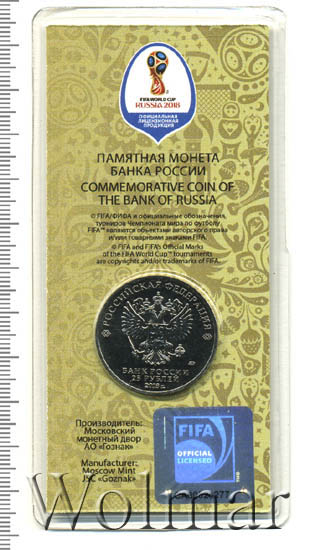 FIFA WORLD CUP
RUSSIA 2018
ОФИЦИАЛЬНАЯ
ЛИЦЕНЗИОННАЯ
ПРОДУКЦИЯ
ПАМЯТНАЯ МОНЕТА
БАНКА РОССИИ
COMMEMORATIVE COIN OF
THE BANK OF RUSSIA
© FIFA/ФИФА и официальные обозначения,
турниров Чемпионата мира по футболу
FIFA™ являются объектами авторского права
и/или товарными знаками FIFA.
© FIFA and FIFA's Official Marks
of the FIFA World Cup™ tournaments
are copyrights and/or trademarks of FIFA.
РОССИЙСКАЯ ФЕДЕРАЦИЯ
БАНК РОССИИ
25 РУБЛЕЙ
2018 г.
Производитель:
Московский
монетный двор
АО «Гознак»
Manufacturer:
Moscow Mint
JSC «Goznak»
FIFA
OFFICIAL
LICENSED
Wolmar